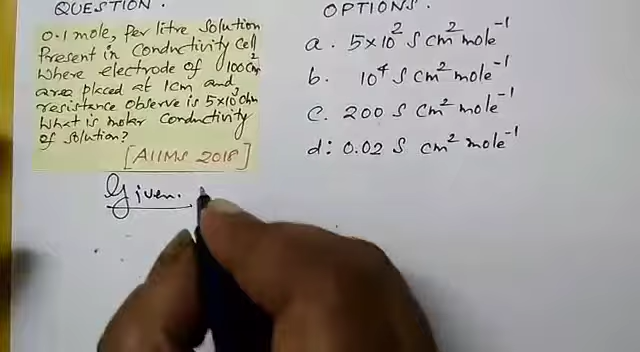 QUESTION.
0.1 mole, per litre solution
Present in Conductivity Cell
Where electrode of 100 cm²
area placed at 1cm and
resistance observe is 5×10³ ohm
What is molar Conductivity
of solution?
[AIIMS 2018]
Given.
OPTIONS.
a. 5×10² S cm² mole⁻¹
b. 10⁴ S cm² mole⁻¹
c. 200 S cm² mole⁻¹
d: 0.02 S cm² mole⁻¹